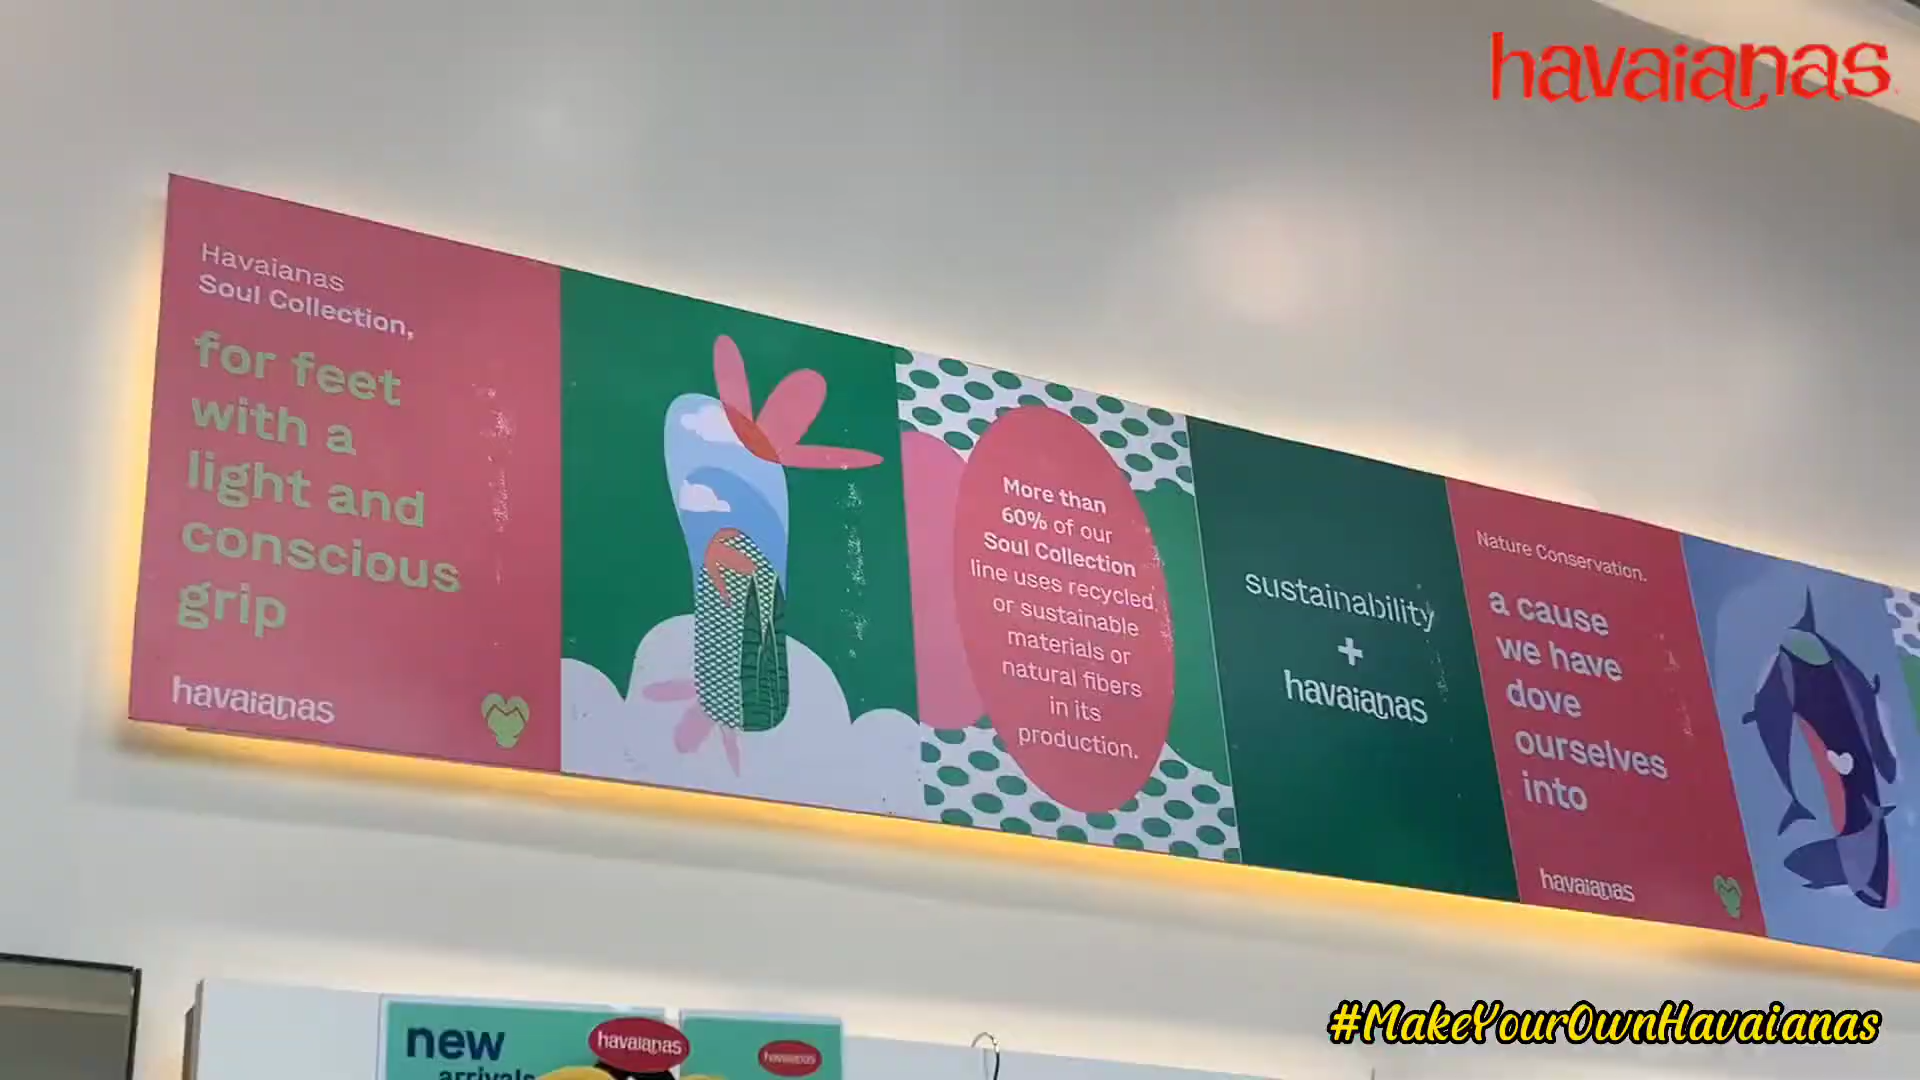 havaianas
Havaianas
Soul Collection,
for feet
with a
light and
conscious
grip
havaianas
More than
60% of our
Soul Collection
line uses recycled
or sustainable
materials or
natural fibers
in its
production.
sustainability
+
havaianas
Nature Conservation.
a cause
we have
dove
ourselves
into
havaianas
new
arrivals
havaianas
havaianas
#MakeYourOwnHavaianas